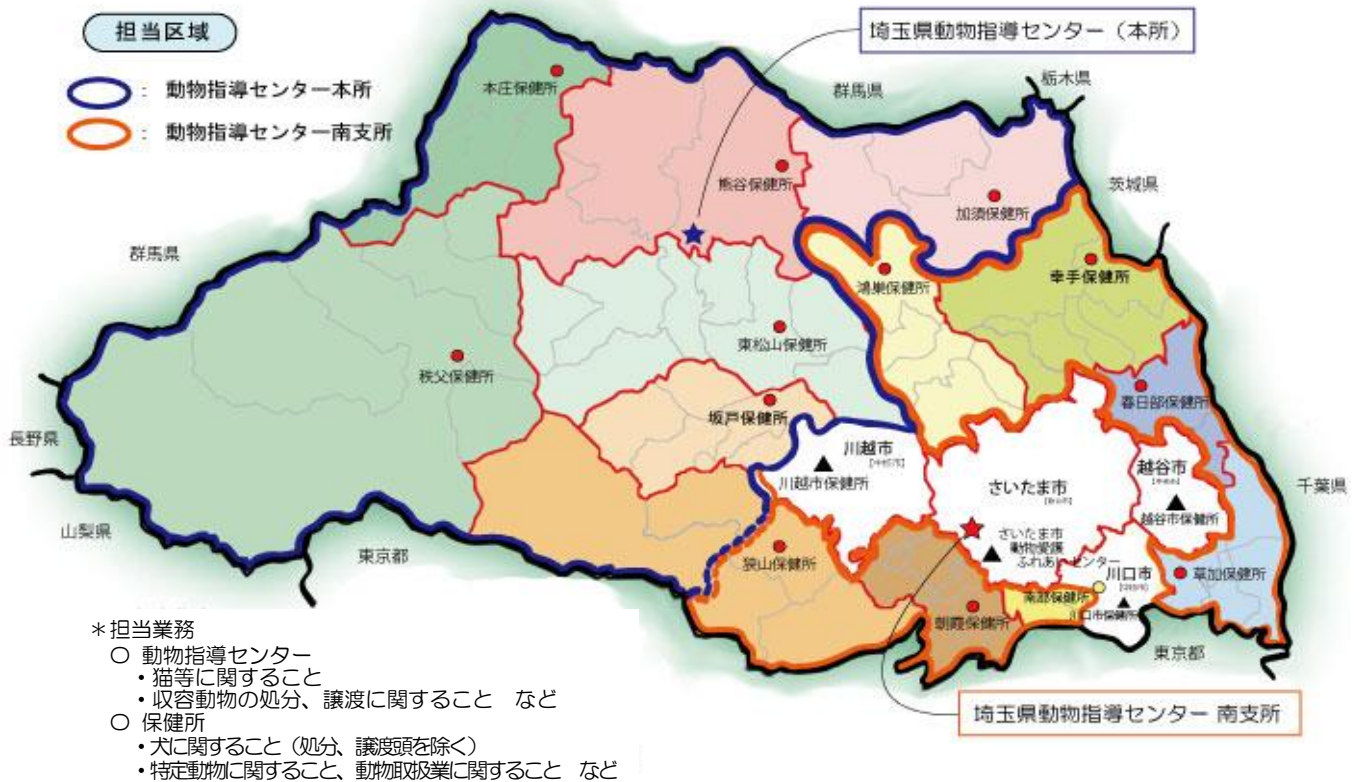 担当区域
: 動物指導センター本所
: 動物指導センター南支所
埼玉県動物指導センター(本所)
栃木県
群馬県
本庄保健所
熊谷保健所
茨城県
加須保健所
群馬県
幸手保健所
鴻巣保健所
東松山保健所
秩父保健所
春日部保健所
坂戸保健所
長野県
川越市
川越市保健所
越谷市
さいたま市
千葉県
越谷市保健所
山梨県
東京都
さいたま市
動物愛護
ふれあいセンター
狭山保健所
川口市
草加保健所
南部保健所
川口市保健所
朝霞保健所
東京都
埼玉県動物指導センター 南支所
*担当業務
○ 動物指導センター
・猫等に関すること
・収容動物の処分、譲渡に関すること など
○ 保健所
・犬に関すること(処分、譲渡頭を除く)
・特定動物に関すること、動物取扱業に関すること など